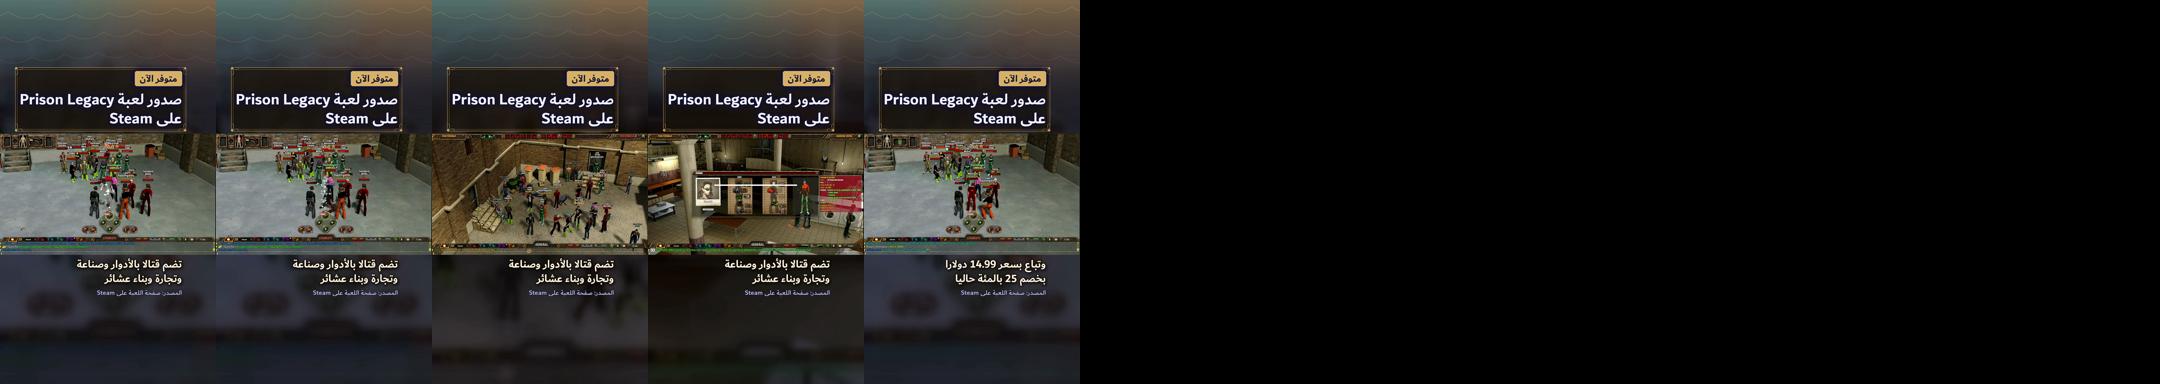 متوفر الآن
صدور لعبة Prison Legacy
على Steam
تضم قتالا بالأدوار وصناعة
وتجارة وبناء عشائر
المصدر: صفحة اللعبة على Steam
متوفر الآن
صدور لعبة Prison Legacy
على Steam
تضم قتالا بالأدوار وصناعة
وتجارة وبناء عشائر
المصدر: صفحة اللعبة على Steam
متوفر الآن
صدور لعبة Prison Legacy
على Steam
تضم قتالا بالأدوار وصناعة
وتجارة وبناء عشائر
المصدر: صفحة اللعبة على Steam
متوفر الآن
صدور لعبة Prison Legacy
على Steam
تضم قتالا بالأدوار وصناعة
وتجارة وبناء عشائر
المصدر: صفحة اللعبة على Steam
متوفر الآن
صدور لعبة Prison Legacy
على Steam
وتباع بسعر 14.99 دولارا
بخصم 25 بالمئة حاليا
المصدر: صفحة اللعبة على Steam